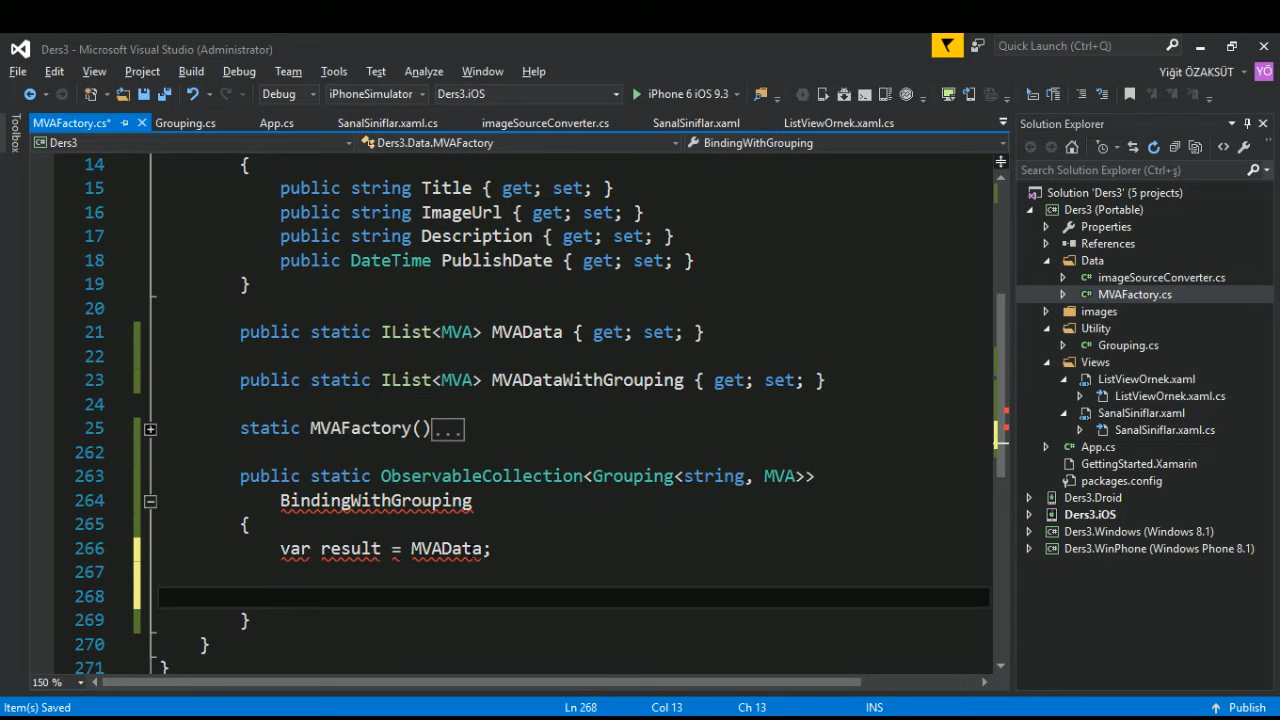 Ders3 - Microsoft Visual Studio (Administrator)
Quick Launch (Ctrl+Q)
File Edit View Project Build Debug Team Tools Test Analyze Window Help
Yiğit ÖZAKSÜT YÖ
Debug iPhoneSimulator Ders3.iOS iPhone 6 iOS 9.3
Toolbox
MVAFactory.cs* Grouping.cs App.cs SanalSiniflar.xaml.cs imageSourceConverter.cs SanalSiniflar.xaml ListViewOrnek.xaml.cs
Ders3 Ders3.Data.MVAFactory BindingWithGrouping
14 {
15 public string Title { get; set; }
16 public string ImageUrl { get; set; }
17 public string Description { get; set; }
18 public DateTime PublishDate { get; set; }
19 }
20
21 public static IList<MVA> MVAData { get; set; }
22
23 public static IList<MVA> MVADataWithGrouping { get; set; }
24
25 static MVAFactory()...
262
263 public static ObservableCollection<Grouping<string, MVA>>
264 BindingWithGrouping
265 {
266 var result = MVAData;
267
268
269 }
270 }
271 }
150 %
Solution Explorer
Search Solution Explorer (Ctrl+ş)
Solution 'Ders3' (5 projects)
Ders3 (Portable)
Properties
References
Data
imageSourceConverter.cs
MVAFactory.cs
images
Utility
Grouping.cs
Views
ListViewOrnek.xaml
ListViewOrnek.xaml.cs
SanalSiniflar.xaml
SanalSiniflar.xaml.cs
App.cs
GettingStarted.Xamarin
packages.config
Ders3.Droid
Ders3.iOS
Ders3.Windows (Windows 8.1)
Ders3.WinPhone (Windows Phone 8.1)
Item(s) Saved Ln 268 Col 13 Ch 13 INS Publish